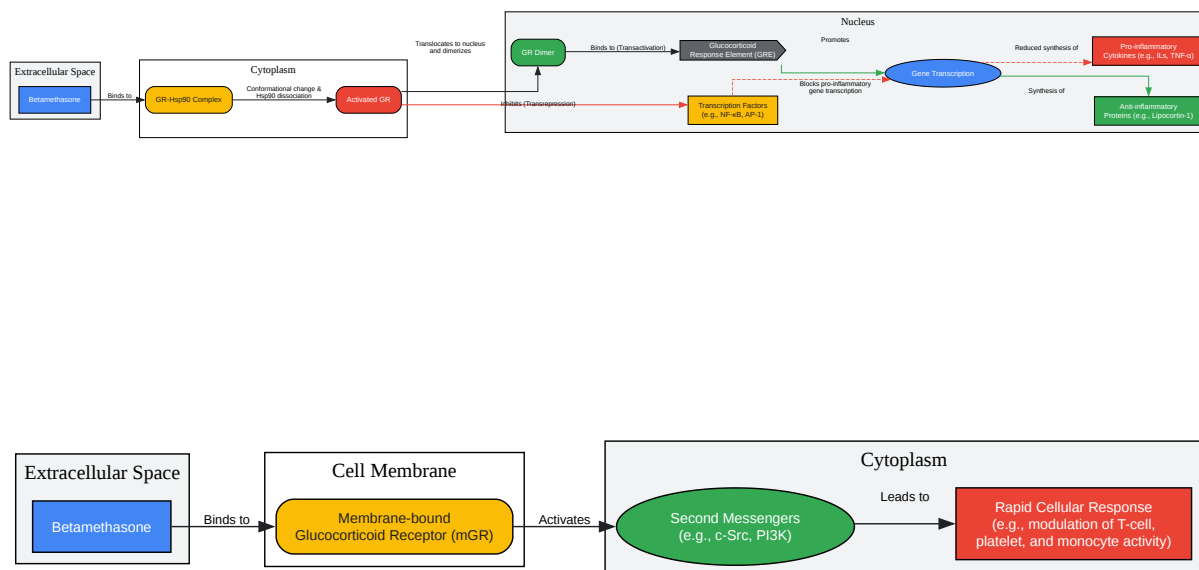 Nucleus
Extracellular Space
Betamethasone
Binds to
Cytoplasm
GR-Hsp90 Complex
Conformational change &
Hsp90 dissociation
Activated GR
Translocates to nucleus
and dimerizes
Inhibits (Transrepression)
GR Dimer
Binds to (Transactivation)
Glucocorticoid
Response Element (GRE)
Promotes
Transcription Factors
(e.g., NF-κB, AP-1)
Blocks pro-inflammatory
gene transcription
Gene Transcription
Reduced synthesis of
Pro-inflammatory
Cytokines (e.g., ILs, TNF-α)
Synthesis of
Anti-inflammatory
Proteins (e.g., Lipocortin-1)
Extracellular Space
Betamethasone
Binds to
Cell Membrane
Membrane-bound
Glucocorticoid Receptor (mGR)
Activates
Cytoplasm
Second Messengers
(e.g., c-Src, PI3K)
Leads to
Rapid Cellular Response
(e.g., modulation of T-cell,
platelet, and monocyte activity)